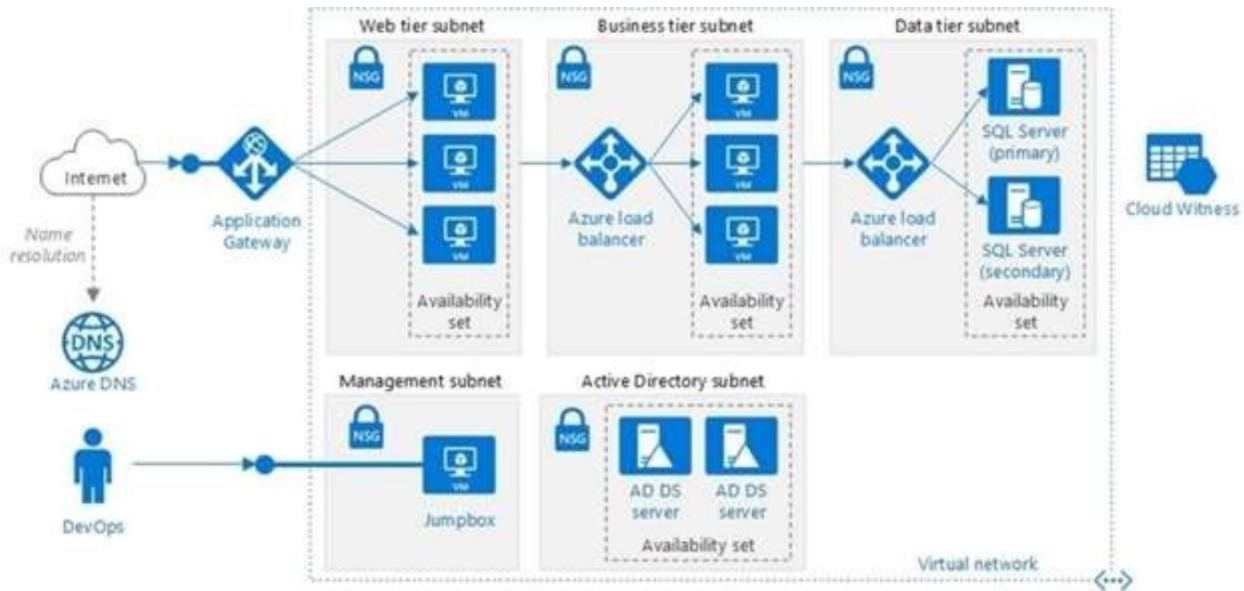 Web tier subnet
NSG
VM
VM
VM
Availability
set
Business tier subnet
NSG
Azure load
balancer
VM
VM
VM
Availability
set
Data tier subnet
NSG
Azure load
balancer
SQL Server
(primary)
SQL Server
(secondary)
Availability
set
Cloud Witness
Internet
Application
Gateway
Name
resolution
DNS
Azure DNS
Management subnet
NSG
VM
Jumpbox
DevOps
Active Directory subnet
NSG
AD DS
server
AD DS
server
Availability set
Virtual network